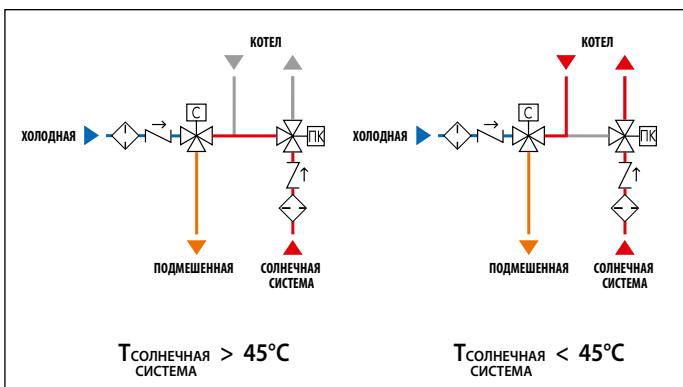 КОТЕЛ
С
ХОЛОДНАЯ
ПК
ПОДМЕШЕННАЯ
СОЛНЕЧНАЯ
СИСТЕМА
TСОЛНЕЧНАЯ > 45°C
СИСТЕМА
КОТЕЛ
С
ХОЛОДНАЯ
ПК
ПОДМЕШЕННАЯ
СОЛНЕЧНАЯ
СИСТЕМА
TСОЛНЕЧНАЯ < 45°C
СИСТЕМА